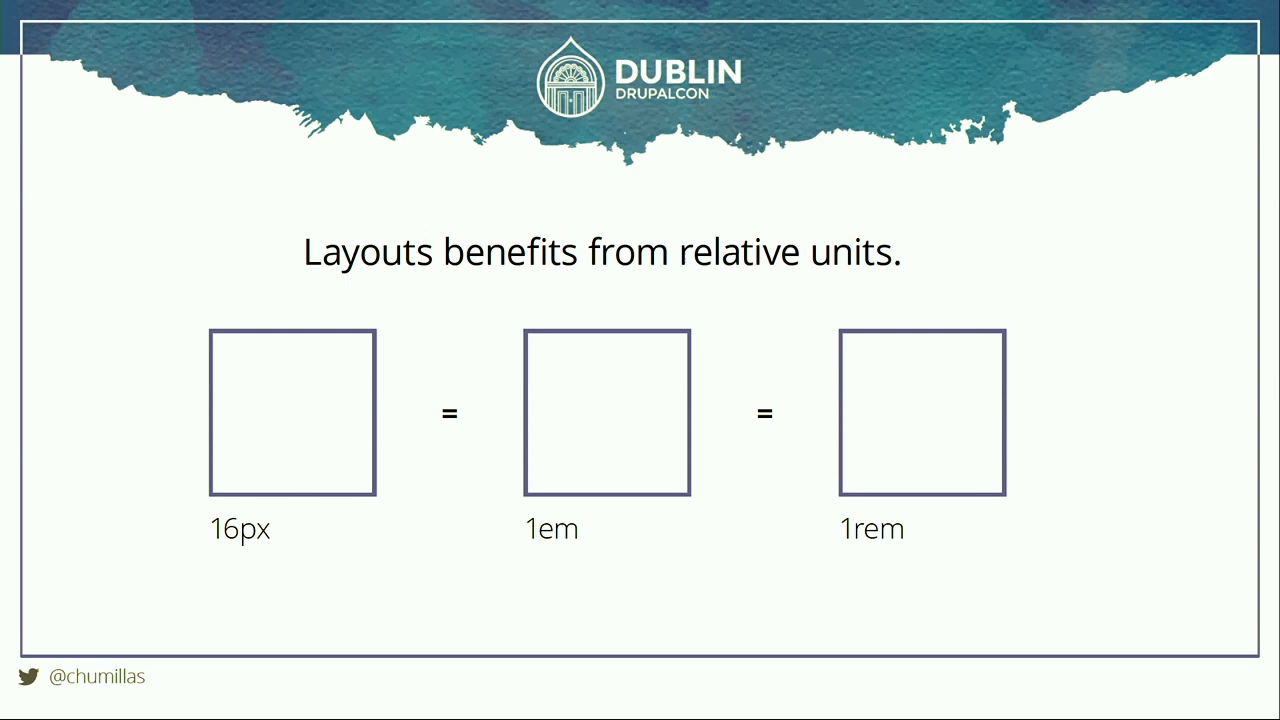 DUBLIN
DRUPALCON
Layouts benefits from relative units.
= =
16px 1em 1rem
@chumillas